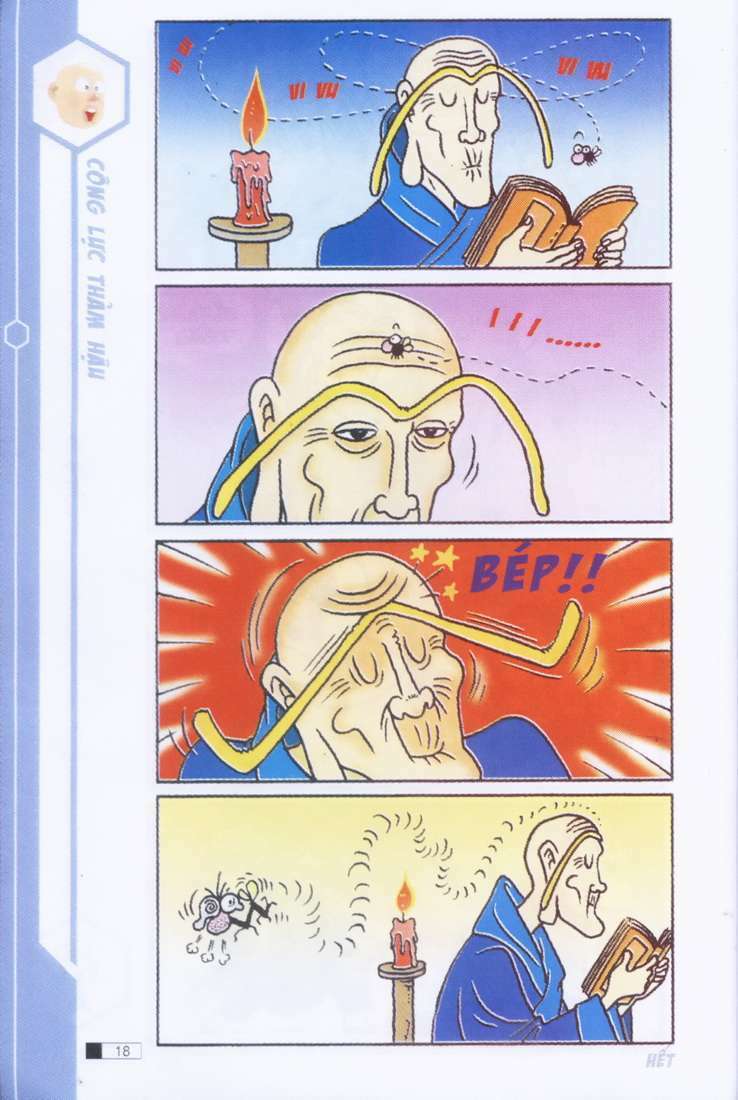 CÔNG LỰC THÂM HẬU
VI VU
VI VU
VI VU
I I I ......
BÉP!!
18
HẾT